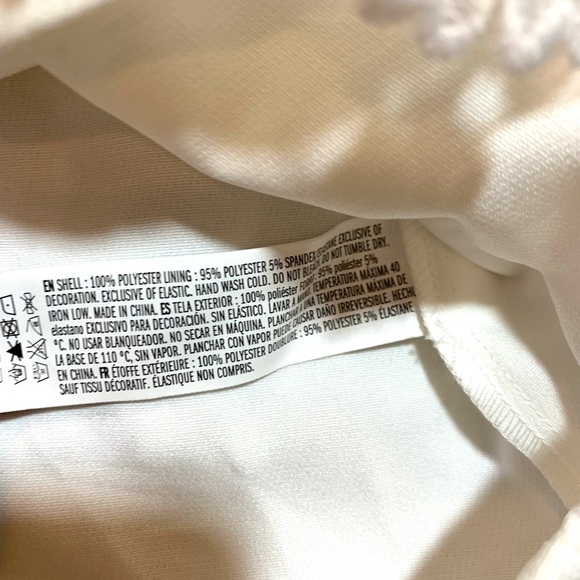 EN SHELL : 100% POLYESTER LINING : 95% POLYESTER 5% SPANDEX EXCLUSIVE OF
DECORATION. EXCLUSIVE OF ELASTIC. HAND WASH COLD. DO NOT BLEACH. DO NOT TUMBLE DRY.
IRON LOW. MADE IN CHINA. ES TELA EXTERIOR : 100% poliéster 95% poliéster 5%
elastano EXCLUSIVO PARA DECORACIÓN. SIN ELÁSTICO. LAVAR A TEMPERATURA MÁXIMA 40
°C. NO USAR BLANQUEADOR. NO SECAR EN MÁQUINA. PLANCHAR A UNA TEMPERATURA MÁXIMA DE
LA BASE DE 110 °C, SIN VAPOR. PLANCHAR CON VAPOR PUEDE CAUSAR DAÑO IRREVERSIBLE. HECHO
EN CHINA. FR ÉTOFFE EXTÉRIEURE : 100% POLYESTER DOUBLURE : 95% POLYESTER 5% ÉLASTANE
SAUF TISSU DÉCORATIF. ÉLASTIQUE NON COMPRIS.